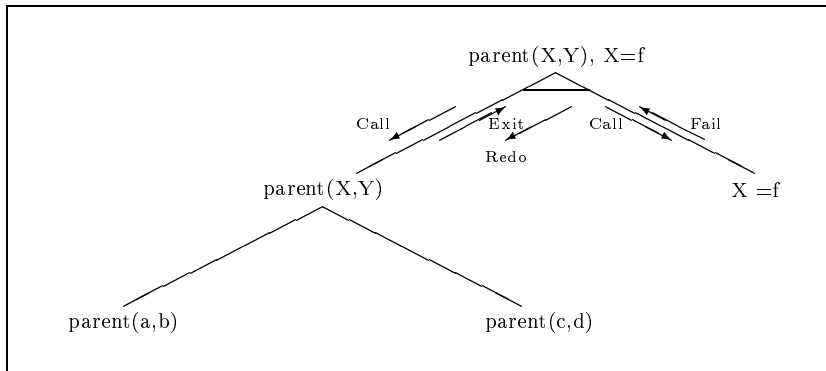 parent(X,Y), X=f
Call
Exit
Call
Fail
Redo
parent(X,Y)
X =f
parent(a,b)
parent(c,d)